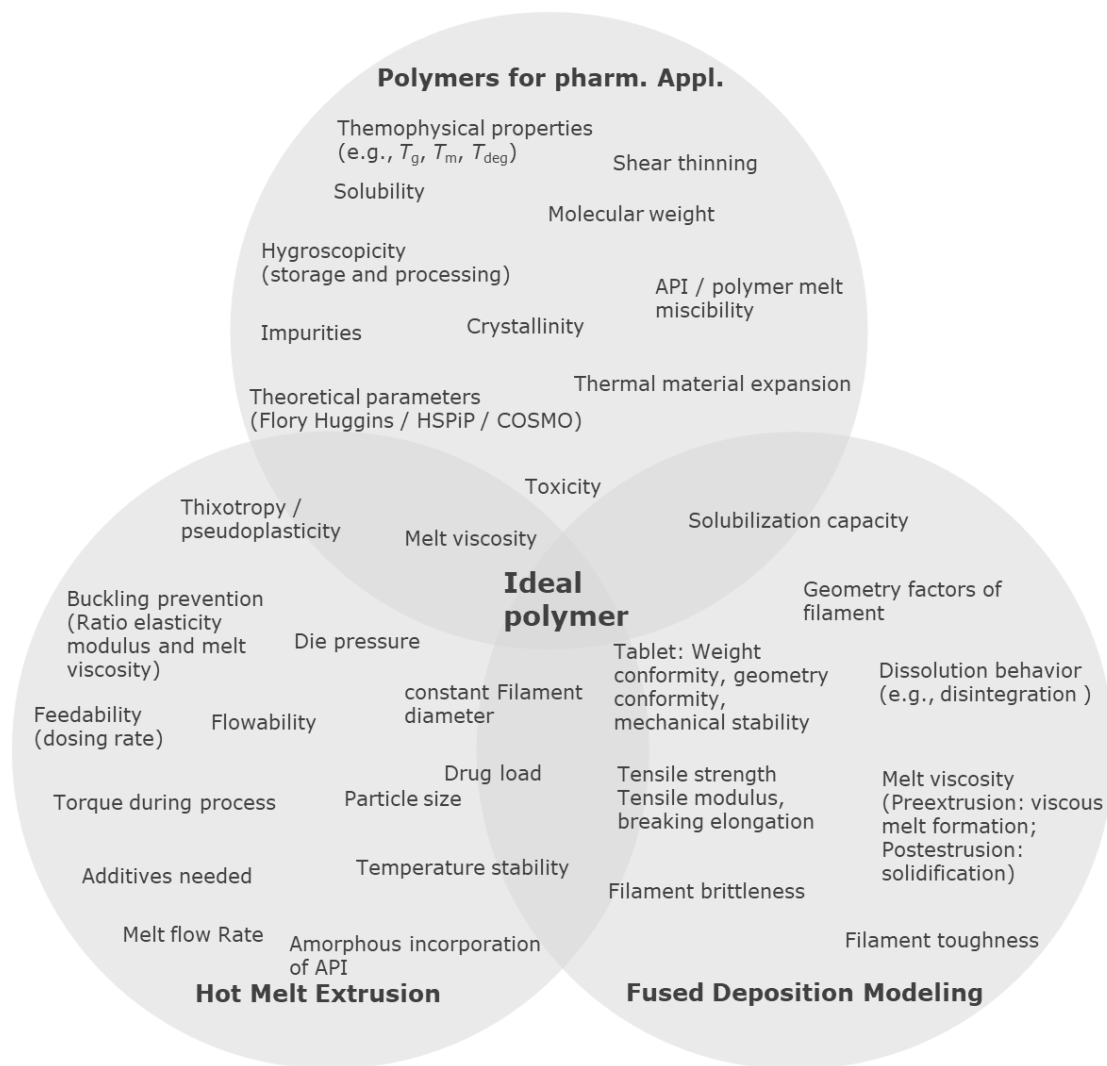 Polymers for pharm. Appl.
Themophysical properties
(e.g., Tg, Tm, Tdeg)
Shear thinning
Solubility
Molecular weight
Hygroscopicity
(storage and processing)
API / polymer melt
miscibility
Impurities
Crystallinity
Thermal material expansion
Theoretical parameters
(Flory Huggins / HSPiP / COSMO)
Toxicity
Thixotropy /
pseudoplasticity
Melt viscosity
Solubilization capacity
Ideal
polymer
Buckling prevention
(Ratio elasticity
modulus and melt
viscosity)
Die pressure
Geometry factors of
filament
Tablet: Weight
conformity, geometry
conformity,
mechanical stability
Dissolution behavior
(e.g., disintegration )
constant Filament
diameter
Feedability
(dosing rate)
Flowability
Drug load
Torque during process
Particle size
Tensile strength
Tensile modulus,
breaking elongation
Melt viscosity
(Preextrusion: viscous
melt formation;
Postestrusion:
solidification)
Additives needed
Temperature stability
Filament brittleness
Melt flow Rate
Amorphous incorporation
of API
Filament toughness
Hot Melt Extrusion
Fused Deposition Modeling